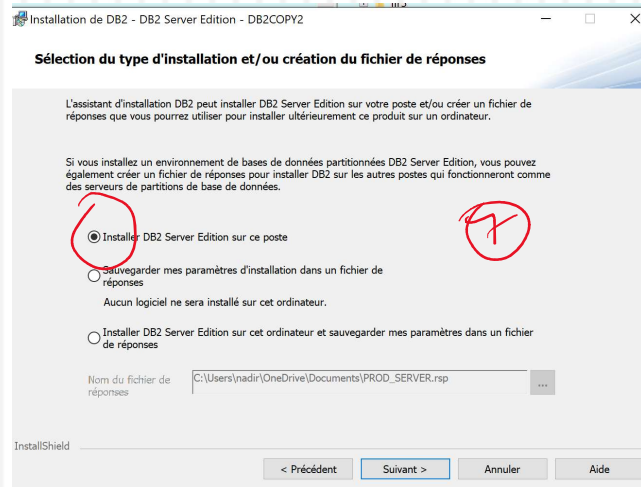 Installation de DB2 - DB2 Server Edition - DB2COPY2
Sélection du type d'installation et/ou création du fichier de réponses
L'assistant d'installation DB2 peut installer DB2 Server Edition sur votre poste et/ou créer un fichier de
réponses que vous pourrez utiliser pour installer ultérieurement ce produit sur un ordinateur.
Si vous installez un environnement de bases de données partitionnées DB2 Server Edition, vous pouvez
également créer un fichier de réponses pour installer DB2 sur les autres postes qui fonctionneront comme
des serveurs de partitions de base de données.
Installer DB2 Server Edition sur ce poste
7
Sauvegarder mes paramètres d'installation dans un fichier de
réponses
Aucun logiciel ne sera installé sur cet ordinateur.
Installer DB2 Server Edition sur cet ordinateur et sauvegarder mes paramètres dans un fichier
de réponses
Nom du fichier de
réponses
C:\Users\nadir\OneDrive\Documents\PROD_SERVER.rsp
...
InstallShield
< Précédent
Suivant >
Annuler
Aide